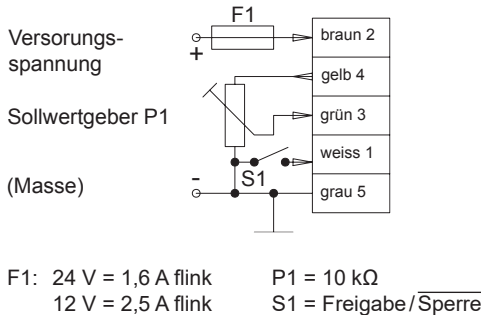 F1
Versorungs-
spannung
+
braun 2
gelb 4
Sollwertgeber P1
grün 3
weiss 1
S1
(Masse)
-
grau 5
F1: 24 V = 1,6 A flink
12 V = 2,5 A flink
P1 = 10 kΩ
S1 = Freigabe/Sperre